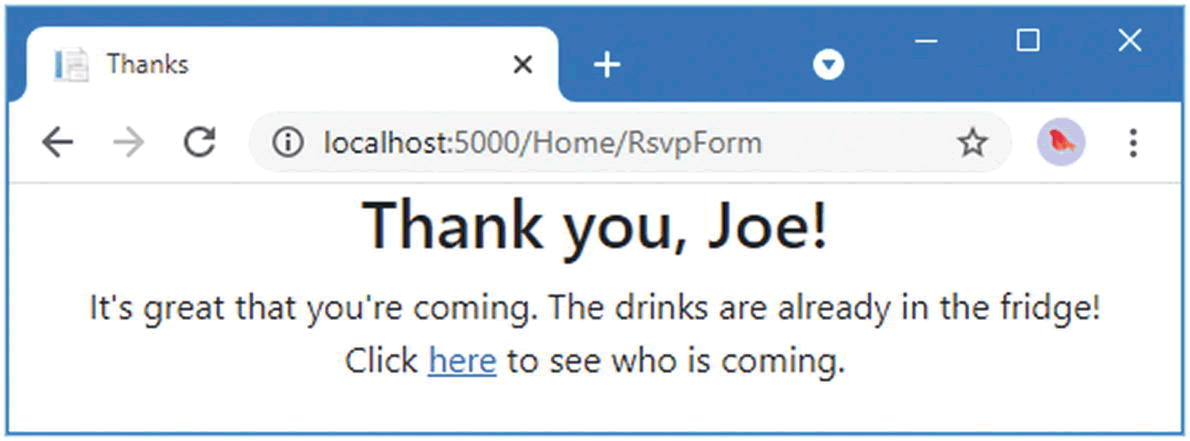 Thanks
localhost:5000/Home/RsvpForm
Thank you, Joe!
It's great that you're coming. The drinks are already in the fridge!
Click here to see who is coming.